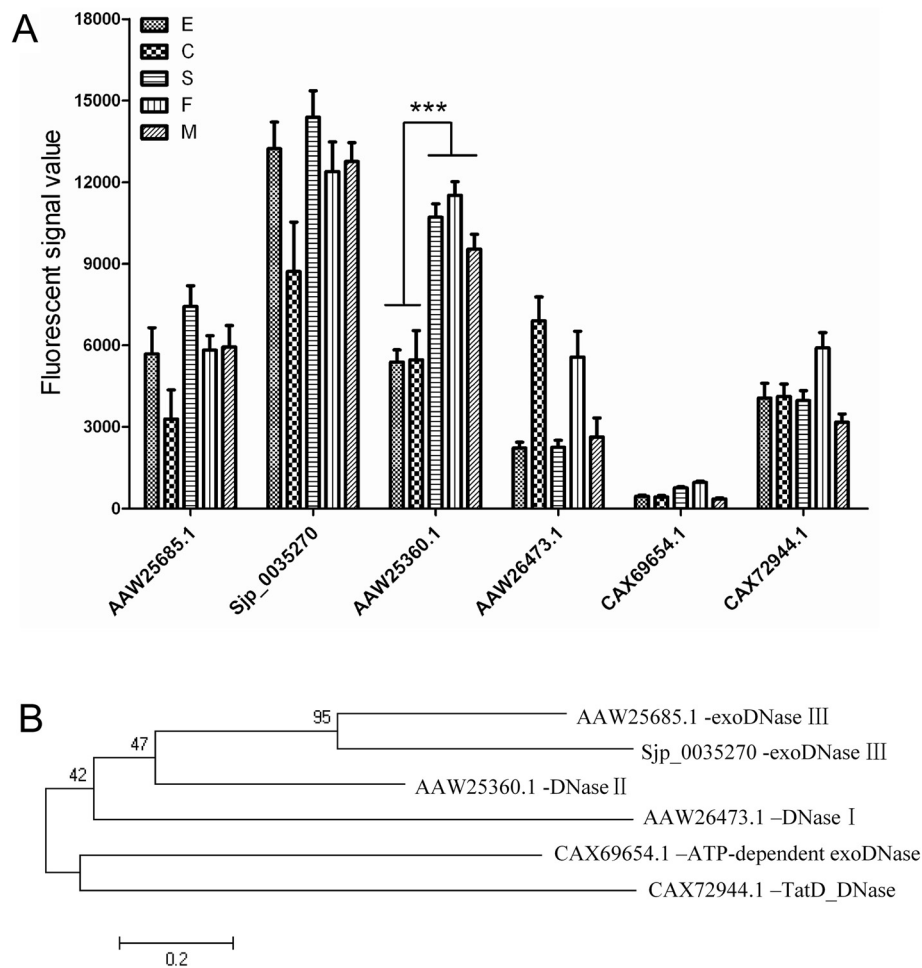 A
18000
15000
12000
9000
6000
3000
0
Fluorescent signal value
E
C
S
F
M
***
AAW25685.1
Sjp_0035270
AAW25360.1
AAW26473.1
CAX69654.1
CAX72944.1
B
95
47
42
AAW25685.1 -exoDNase Ⅲ
Sjp_0035270 -exoDNase Ⅲ
AAW25360.1 -DNase Ⅱ
AAW26473.1 –DNase Ⅰ
CAX69654.1 –ATP-dependent exoDNase
CAX72944.1 –TatD_DNase
0.2